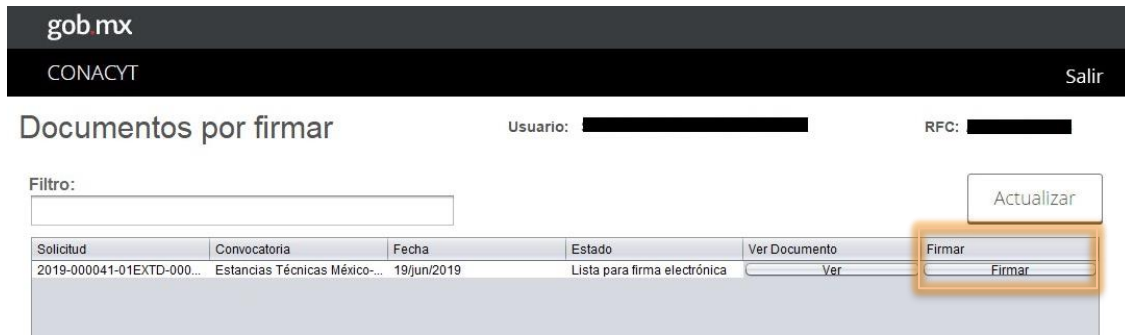 gob.mx
CONACYT Salir
Documentos por firmar Usuario: RFC:
Filtro:
Actualizar
Solicitud Convocatoria Fecha Estado Ver Documento Firmar
2019-000041-01EXTD-000... Estancias Técnicas México-... 19/jun/2019 Lista para firma electrónica Ver Firmar